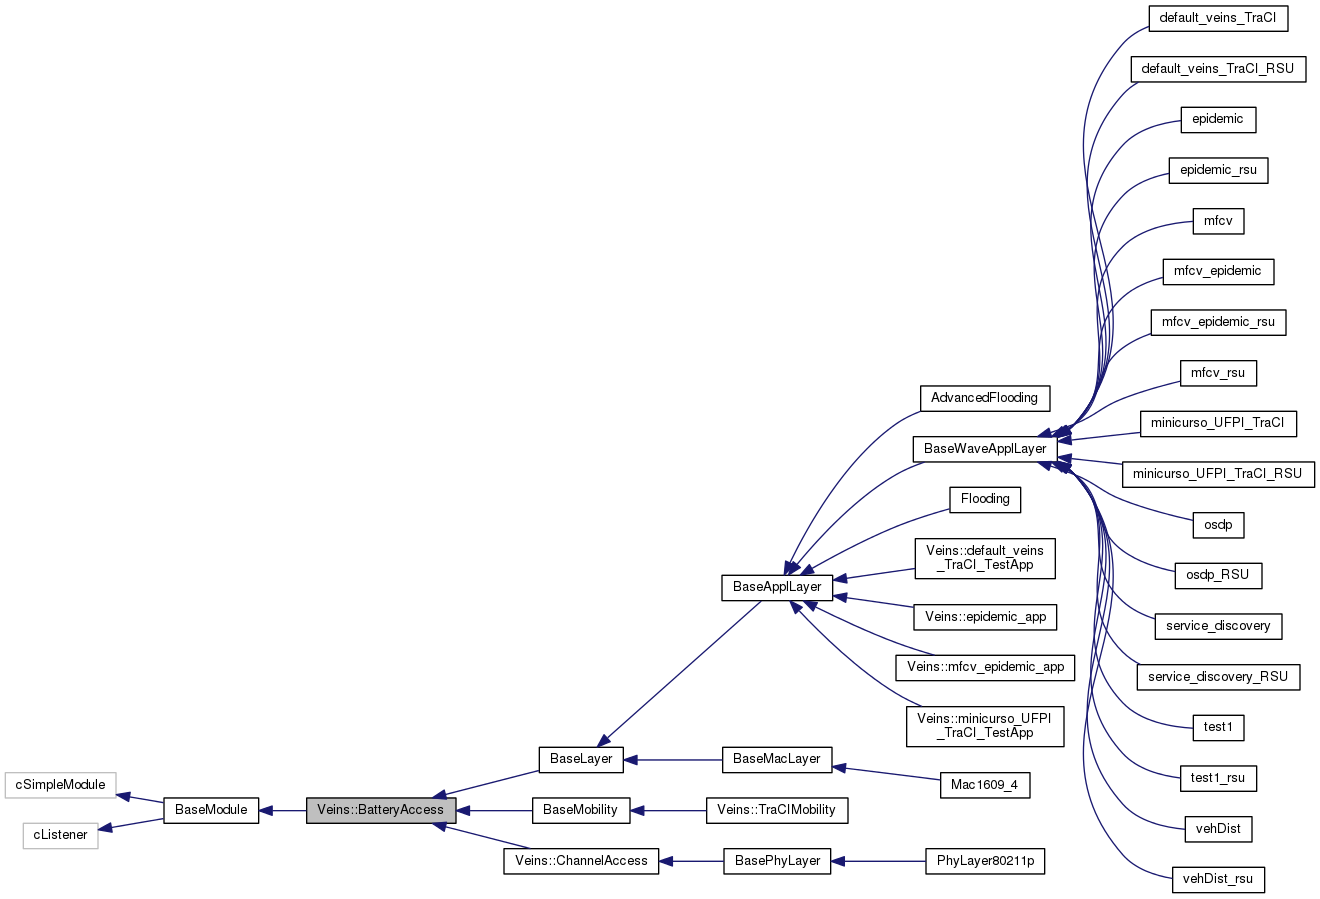 default_veins_TraCI
default_veins_TraCI_RSU
epidemic
epidemic_rsu
mfcv
mfcv_epidemic
mfcv_epidemic_rsu
mfcv_rsu
AdvancedFlooding
minicurso_UFPI_TraCI
BaseWaveApplLayer
minicurso_UFPI_TraCI_RSU
Flooding
osdp
Veins::default_veins
_TraCI_TestApp
osdp_RSU
BaseApplLayer
Veins::epidemic_app
service_discovery
Veins::mfcv_epidemic_app
service_discovery_RSU
Veins::minicurso_UFPI
_TraCI_TestApp
test1
BaseLayer
BaseMacLayer
test1_rsu
cSimpleModule
Mac1609_4
BaseModule
Veins::BatteryAccess
BaseMobility
Veins::TraCIMobility
vehDist
cListener
Veins::ChannelAccess
BasePhyLayer
PhyLayer80211p
vehDist_rsu